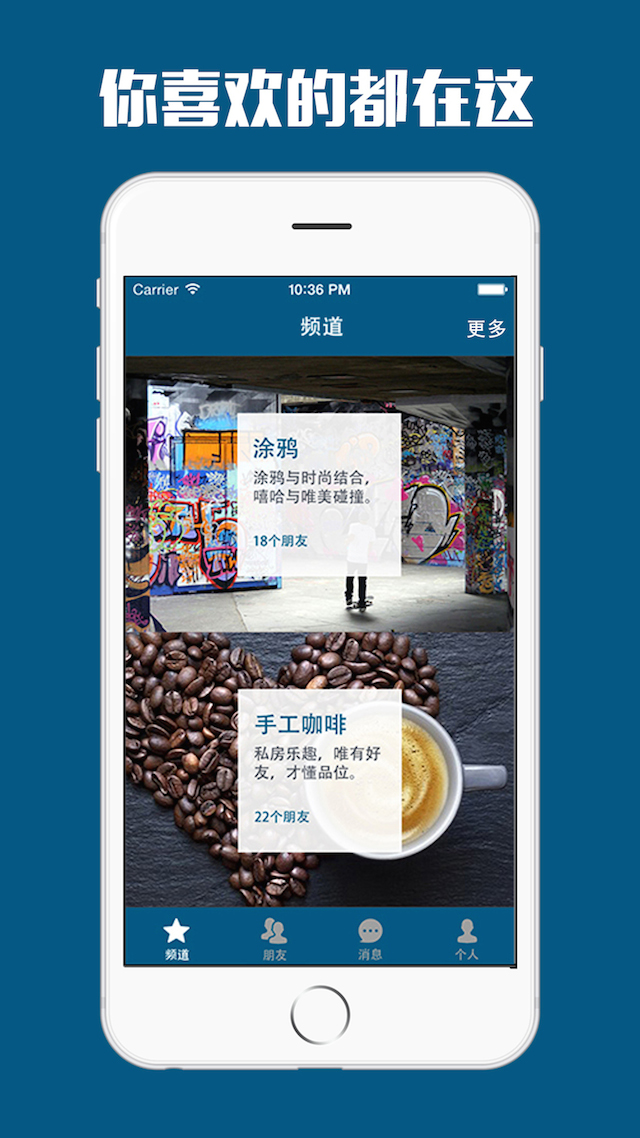 你喜欢的都在这
Carrier
10:36 PM
频道
更多
涂鸦
涂鸦与时尚结合，
嘻哈与唯美碰撞。
18个朋友
手工咖啡
私房乐趣，唯有好
友，才懂品位。
22个朋友
频道
朋友
消息
个人